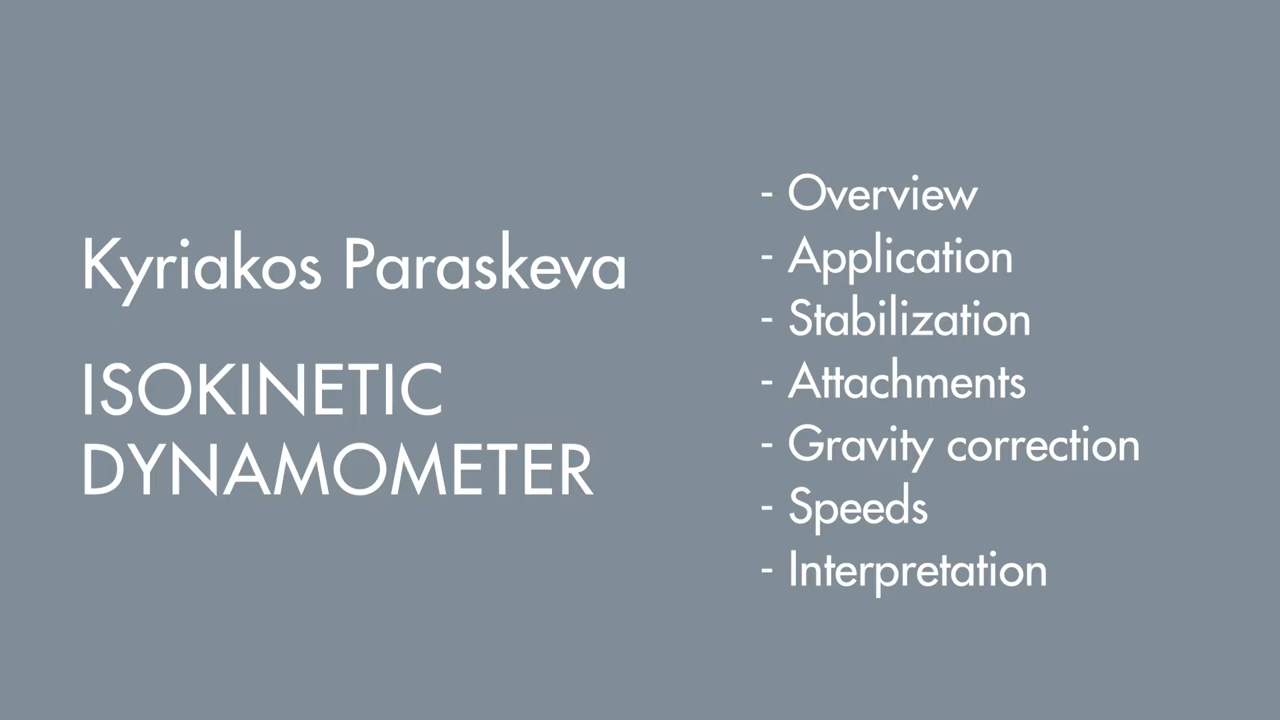 Kyriakos Paraskeva
ISOKINETIC
DYNAMOMETER
- Overview
- Application
- Stabilization
- Attachments
- Gravity correction
- Speeds
- Interpretation